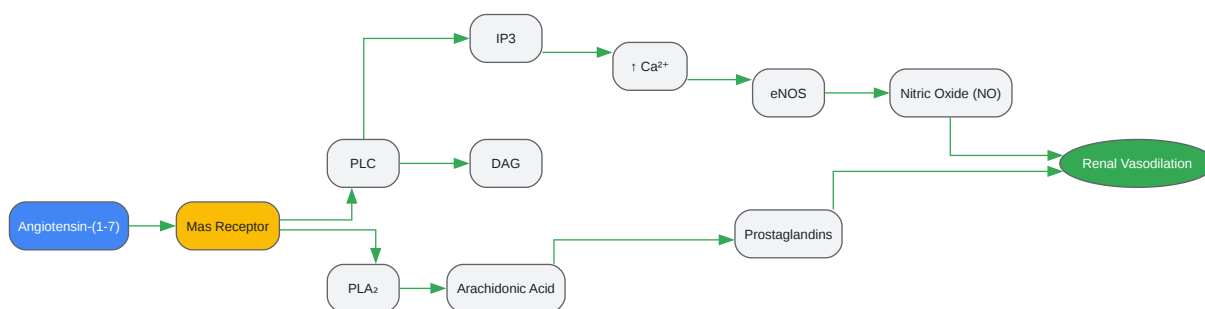 IP3
↑ Ca²⁺
eNOS
Nitric Oxide (NO)
PLC
DAG
Renal Vasodilation
Angiotensin-(1-7)
Mas Receptor
Prostaglandins
PLA₂
Arachidonic Acid